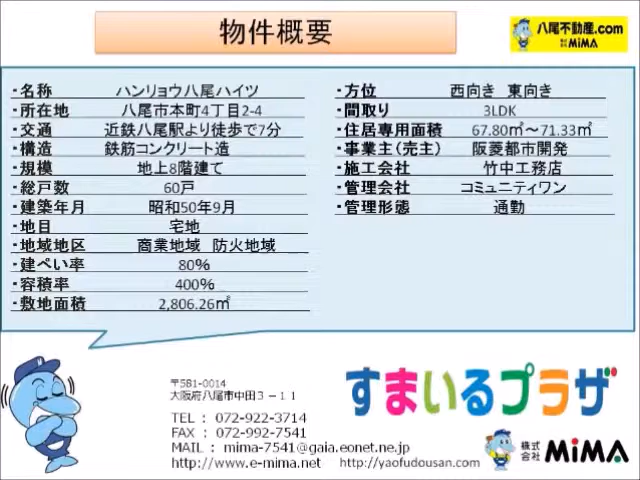 物件概要
八尾不動産.com
株式会社 MiMA
・名称 ハンリョウ八尾ハイツ
・所在地 八尾市本町4丁目2-4
・交通 近鉄八尾駅より徒歩で7分
・構造 鉄筋コンクリート造
・規模 地上8階建て
・総戸数 60戸
・建築年月 昭和50年9月
・地目 宅地
・地域地区 商業地域 防火地域
・建ぺい率 80%
・容積率 400%
・敷地面積 2,806.26㎡
・方位 西向き 東向き
・間取り 3LDK
・住居専用面積 67.80㎡～71.33㎡
・事業主(売主) 阪菱都市開発
・施工会社 竹中工務店
・管理会社 コミュニティワン
・管理形態 通勤
〒581-0014
大阪府八尾市中田3-11
TEL : 072-922-3714
FAX : 072-992-7541
MAIL : mima-7541@gaia.eonet.ne.jp
http://www.e-mima.net http://yaofudousan.com
すまいるプラザ
株式会社 MiMA